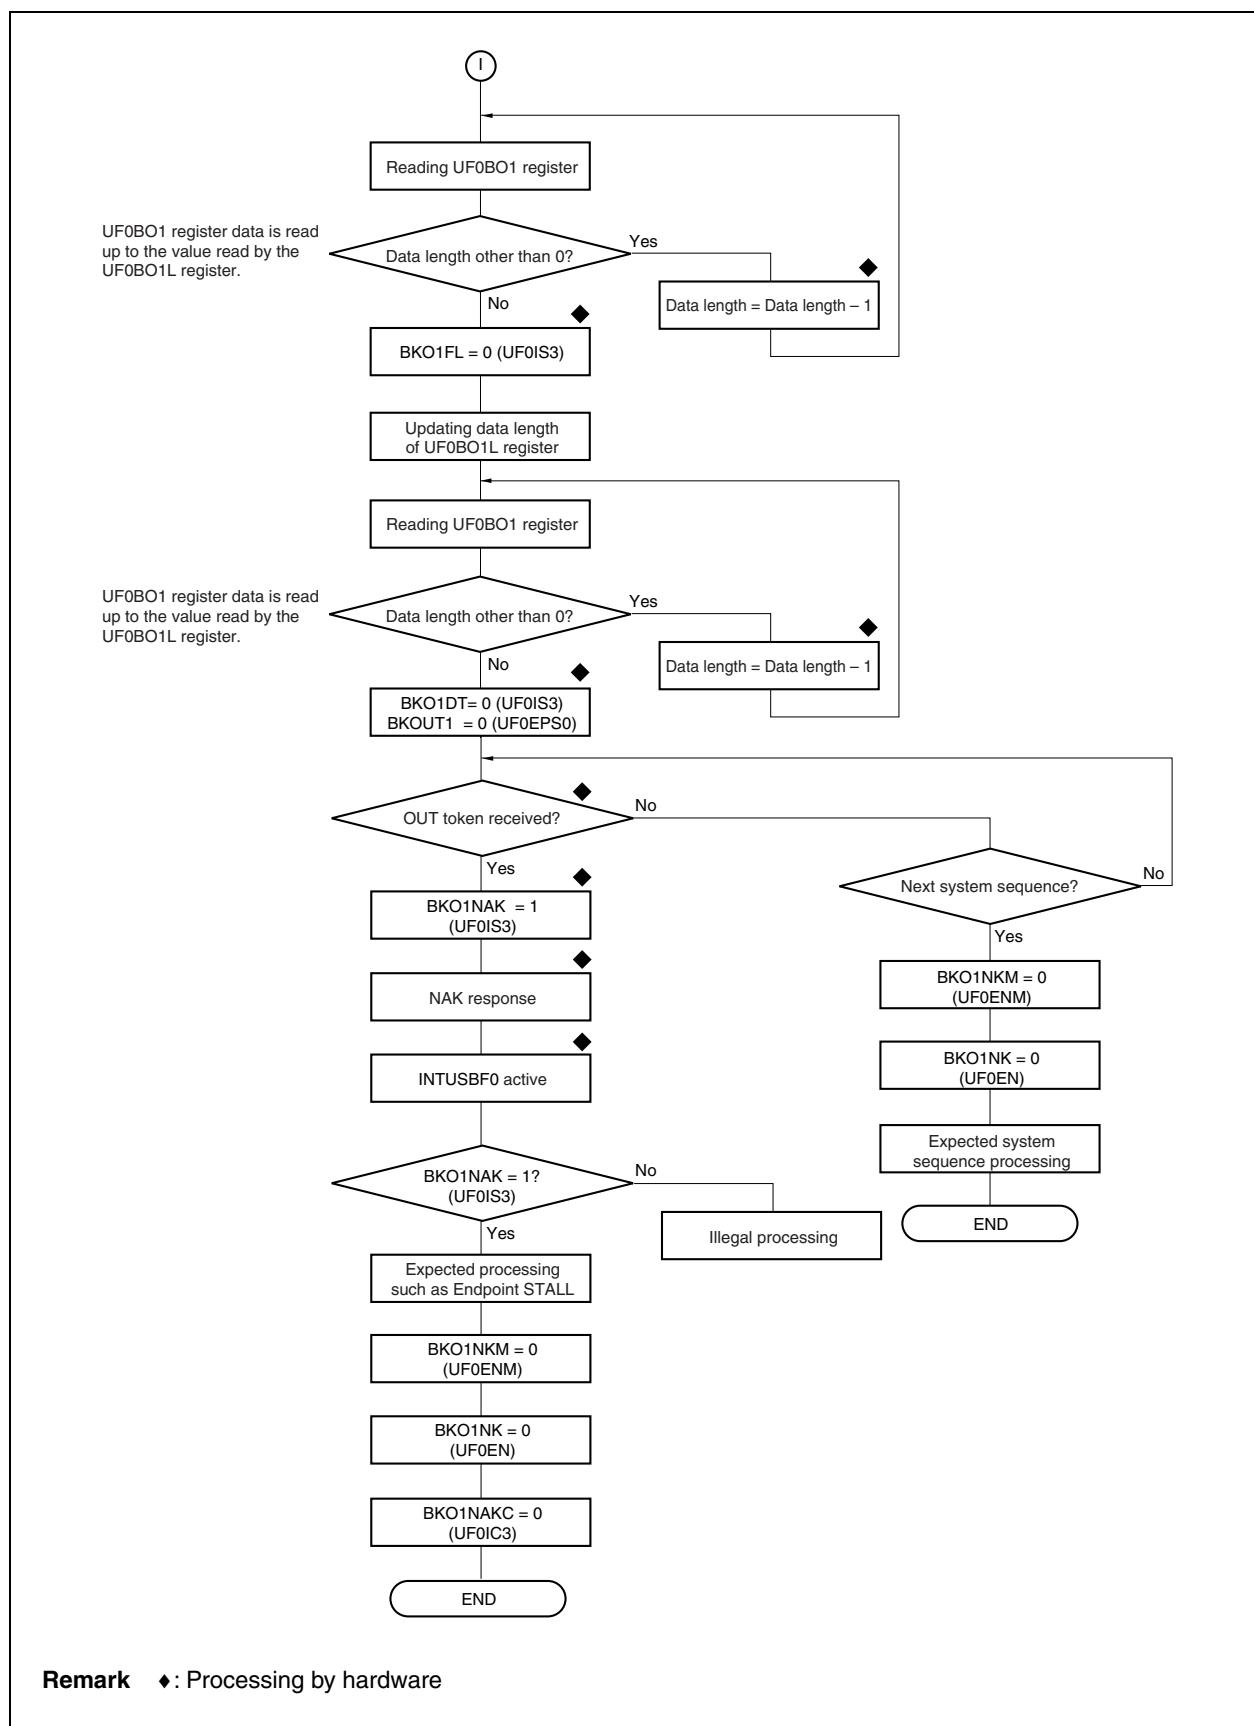 I
Reading UF0BO1 register
UF0BO1 register data is read
up to the value read by the
UF0BO1L register.
Data length other than 0?
Yes
No
Data length = Data length – 1
BKO1FL = 0 (UF0IS3)
Updating data length
of UF0BO1L register
Reading UF0BO1 register
UF0BO1 register data is read
up to the value read by the
UF0BO1L register.
Data length other than 0?
Yes
No
Data length = Data length – 1
BKO1DT= 0 (UF0IS3)
BKOUT1 = 0 (UF0EPS0)
OUT token received?
No
Yes
Next system sequence?
No
Yes
BKO1NAK = 1
(UF0IS3)
NAK response
INTUSBF0 active
BKO1NKM = 0
(UF0ENM)
BKO1NK = 0
(UF0EN)
Expected system
sequence processing
END
BKO1NAK = 1?
(UF0IS3)
No
Yes
Illegal processing
Expected processing
such as Endpoint STALL
BKO1NKM = 0
(UF0ENM)
BKO1NK = 0
(UF0EN)
BKO1NAKC = 0
(UF0IC3)
END
Remark ♦: Processing by hardware